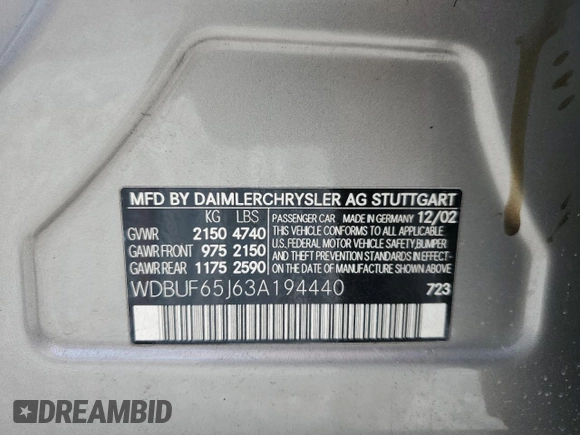 MFD BY DAIMLERCHRYSLER AG STUTTGART
KG LBS
GVWR 2150 4740
GAWR FRONT 975 2150
GAWR REAR 1175 2590
PASSENGER CAR MADE IN GERMANY 12/02
THIS VEHICLE CONFORMS TO ALL APPLICABLE
U.S. FEDERAL MOTOR VEHICLE SAFETY, BUMPER
AND THEFT PREVENTION STANDARDS IN EFFECT
ON THE DATE OF MANUFACTURE SHOWN ABOVE.
WDBUF65J63A194440 723
DREAMBID